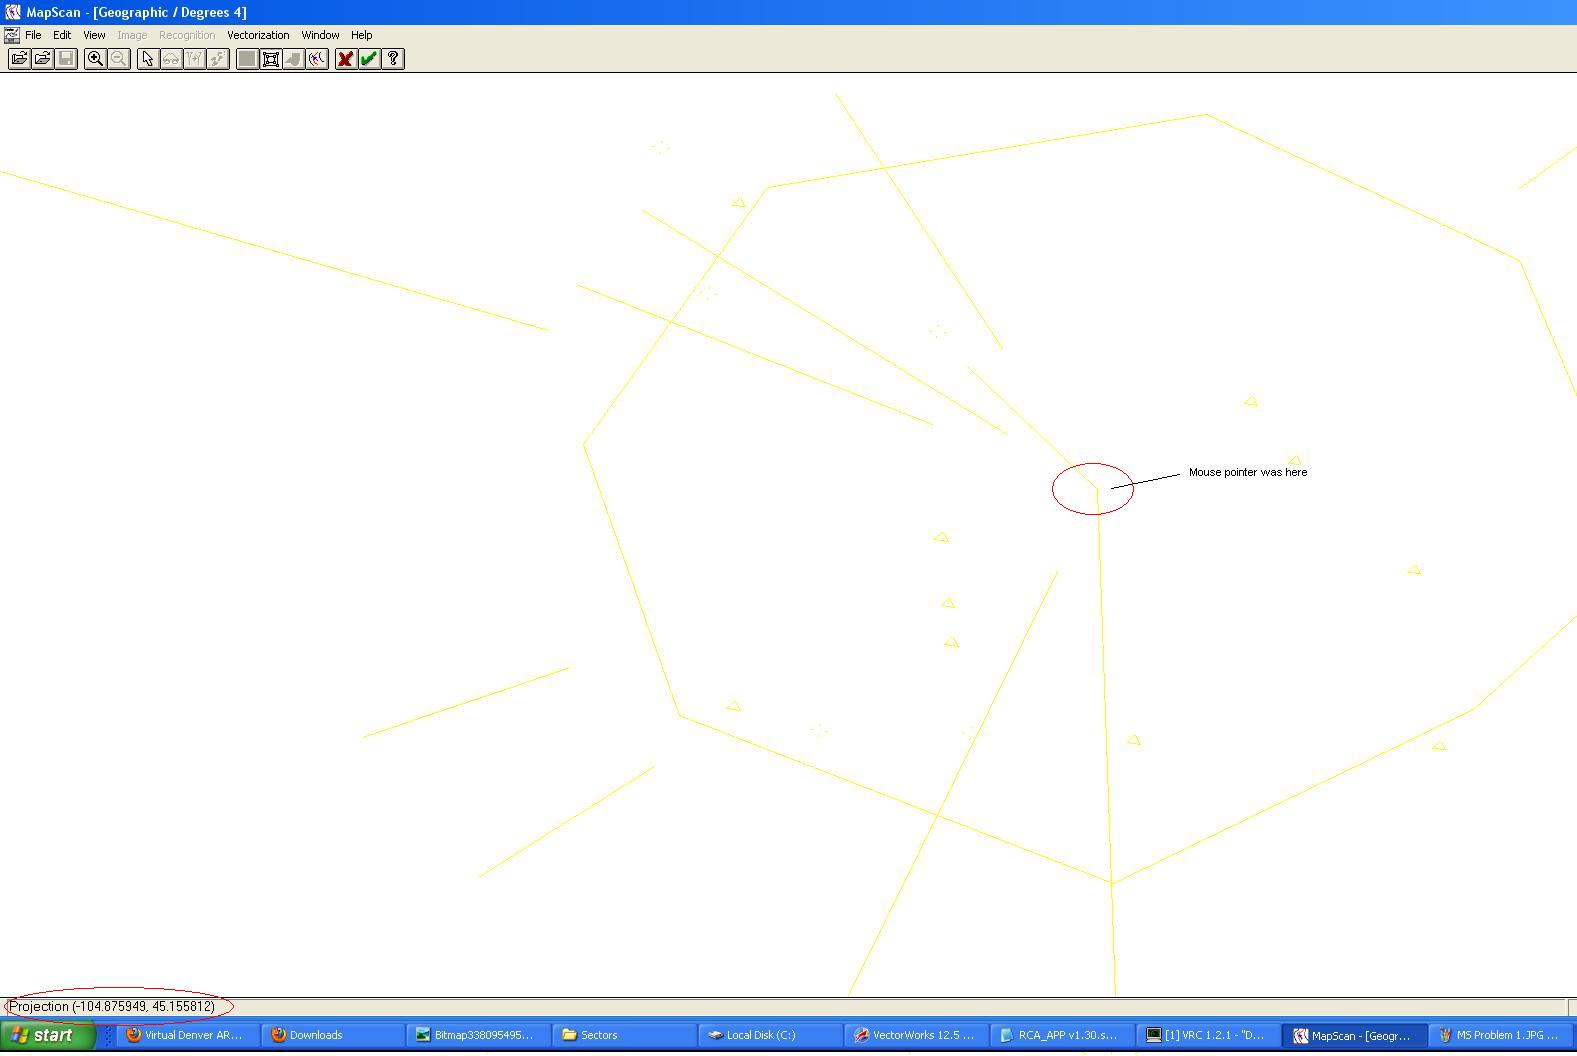 MapScan - [Geographic / Degrees 4]
File Edit View Image Recognition Vectorization Window Help
?
Mouse pointer was here
Projection (-104.875949, 45.155812)
start Virtual Denver AR... Downloads Bitmap338095495... Sectors Local Disk (C:) VectorWorks 12.5 ... RCA_APP v1.30.s... [1] VRC 1.2.1 - "D... MapScan - [Geogr... MS Problem 1.JPG ...